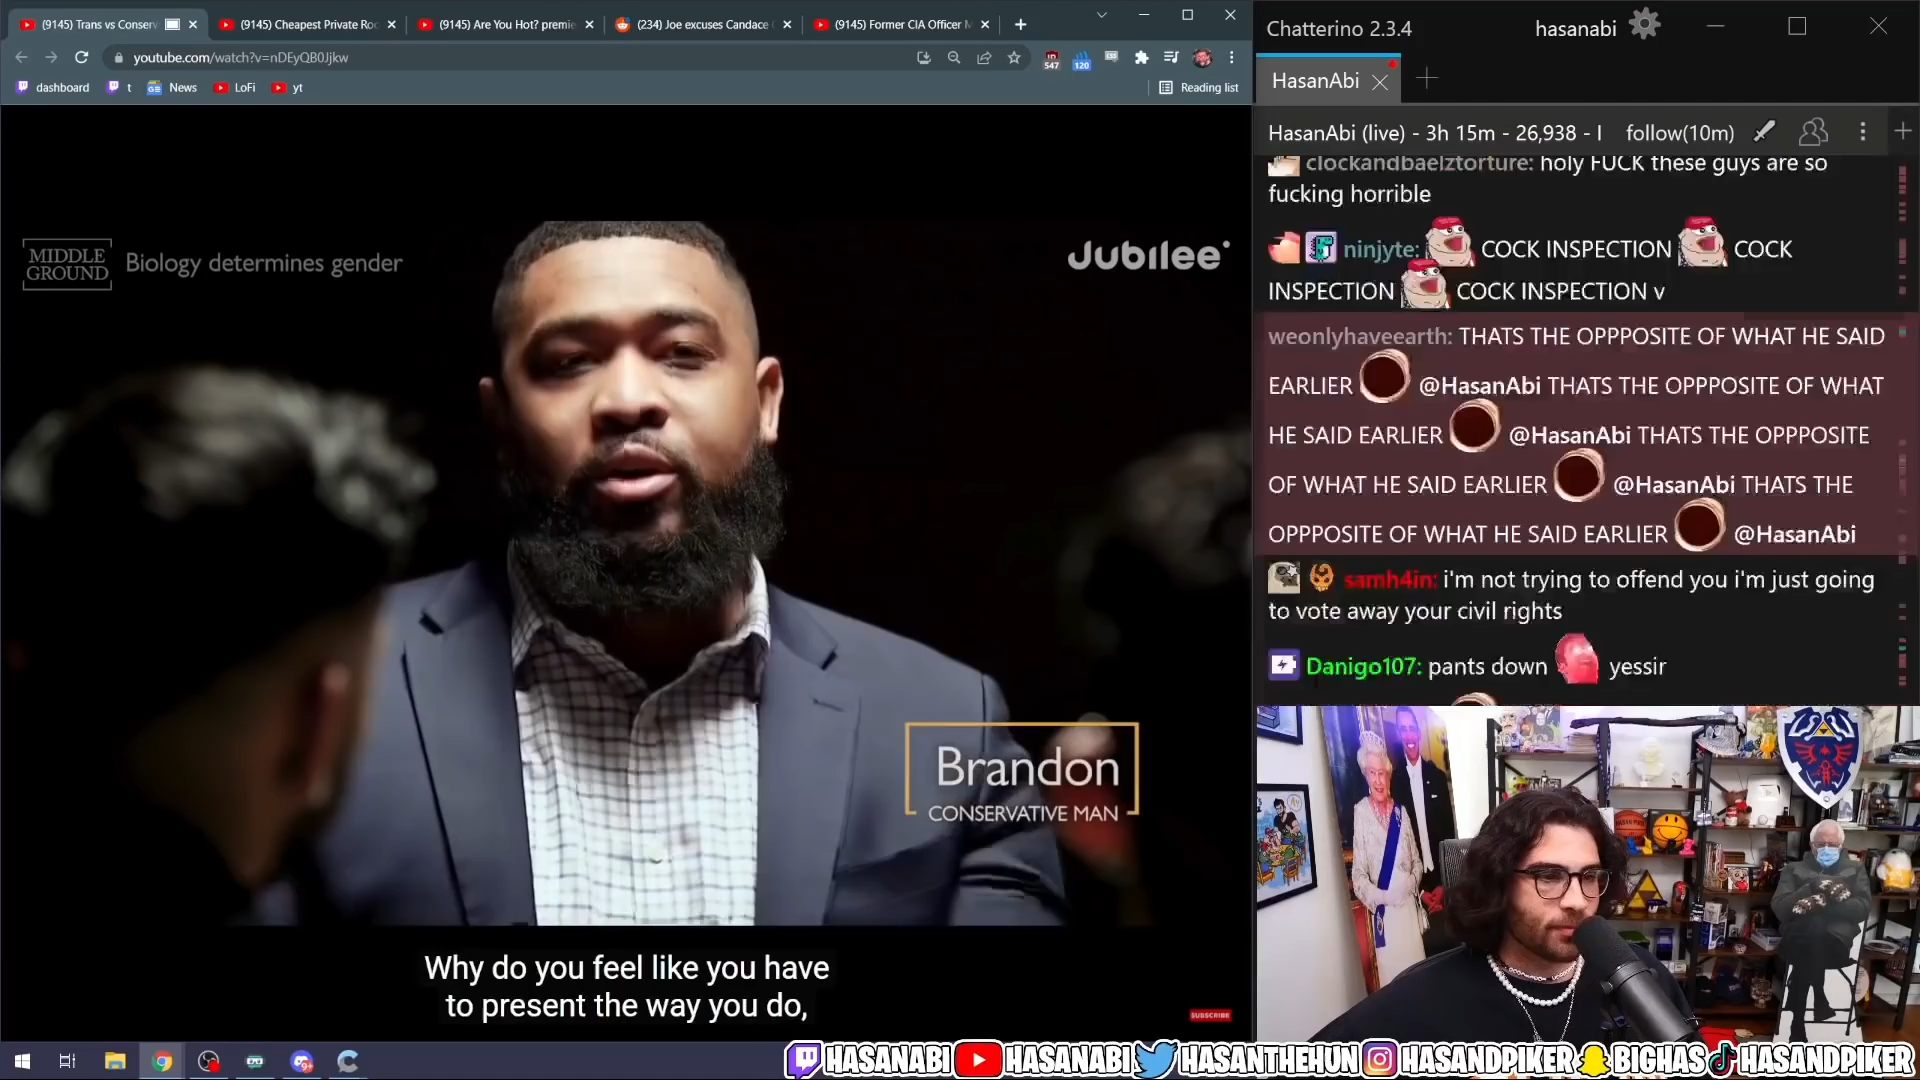 (9145) Trans vs Conserv
(9145) Cheapest Private Ro
(9145) Are You Hot? premie
(234) Joe excuses Candace
(9145) Former CIA Officer
youtube.com/watch?v=nDEyQB0Jjkw
547
120
dashboard
t
News
LoFi
yt
Reading list
MIDDLE
GROUND
Biology determines gender
Jubilee
Brandon
CONSERVATIVE MAN
Why do you feel like you have
to present the way you do,
SUBSCRIBE
Chatterino 2.3.4
hasanabi
HasanAbi
HasanAbi (live) - 3h 15m - 26,938 - I
follow(10m)
clockandbaelztorture: holy FUCK these guys are so
fucking horrible
ninjyte: COCK INSPECTION COCK
INSPECTION COCK INSPECTION v
weonlyhaveearth: THATS THE OPPPOSITE OF WHAT HE SAID
EARLIER @HasanAbi THATS THE OPPPOSITE OF WHAT
HE SAID EARLIER @HasanAbi THATS THE OPPPOSITE
OF WHAT HE SAID EARLIER @HasanAbi THATS THE
OPPPOSITE OF WHAT HE SAID EARLIER @HasanAbi
samh4in: i'm not trying to offend you i'm just going
to vote away your civil rights
Danigo107: pants down yessir
HASANABI HASANABI HASANTHEHUN HASANDPIKER BIGHAS HASANDPIKER